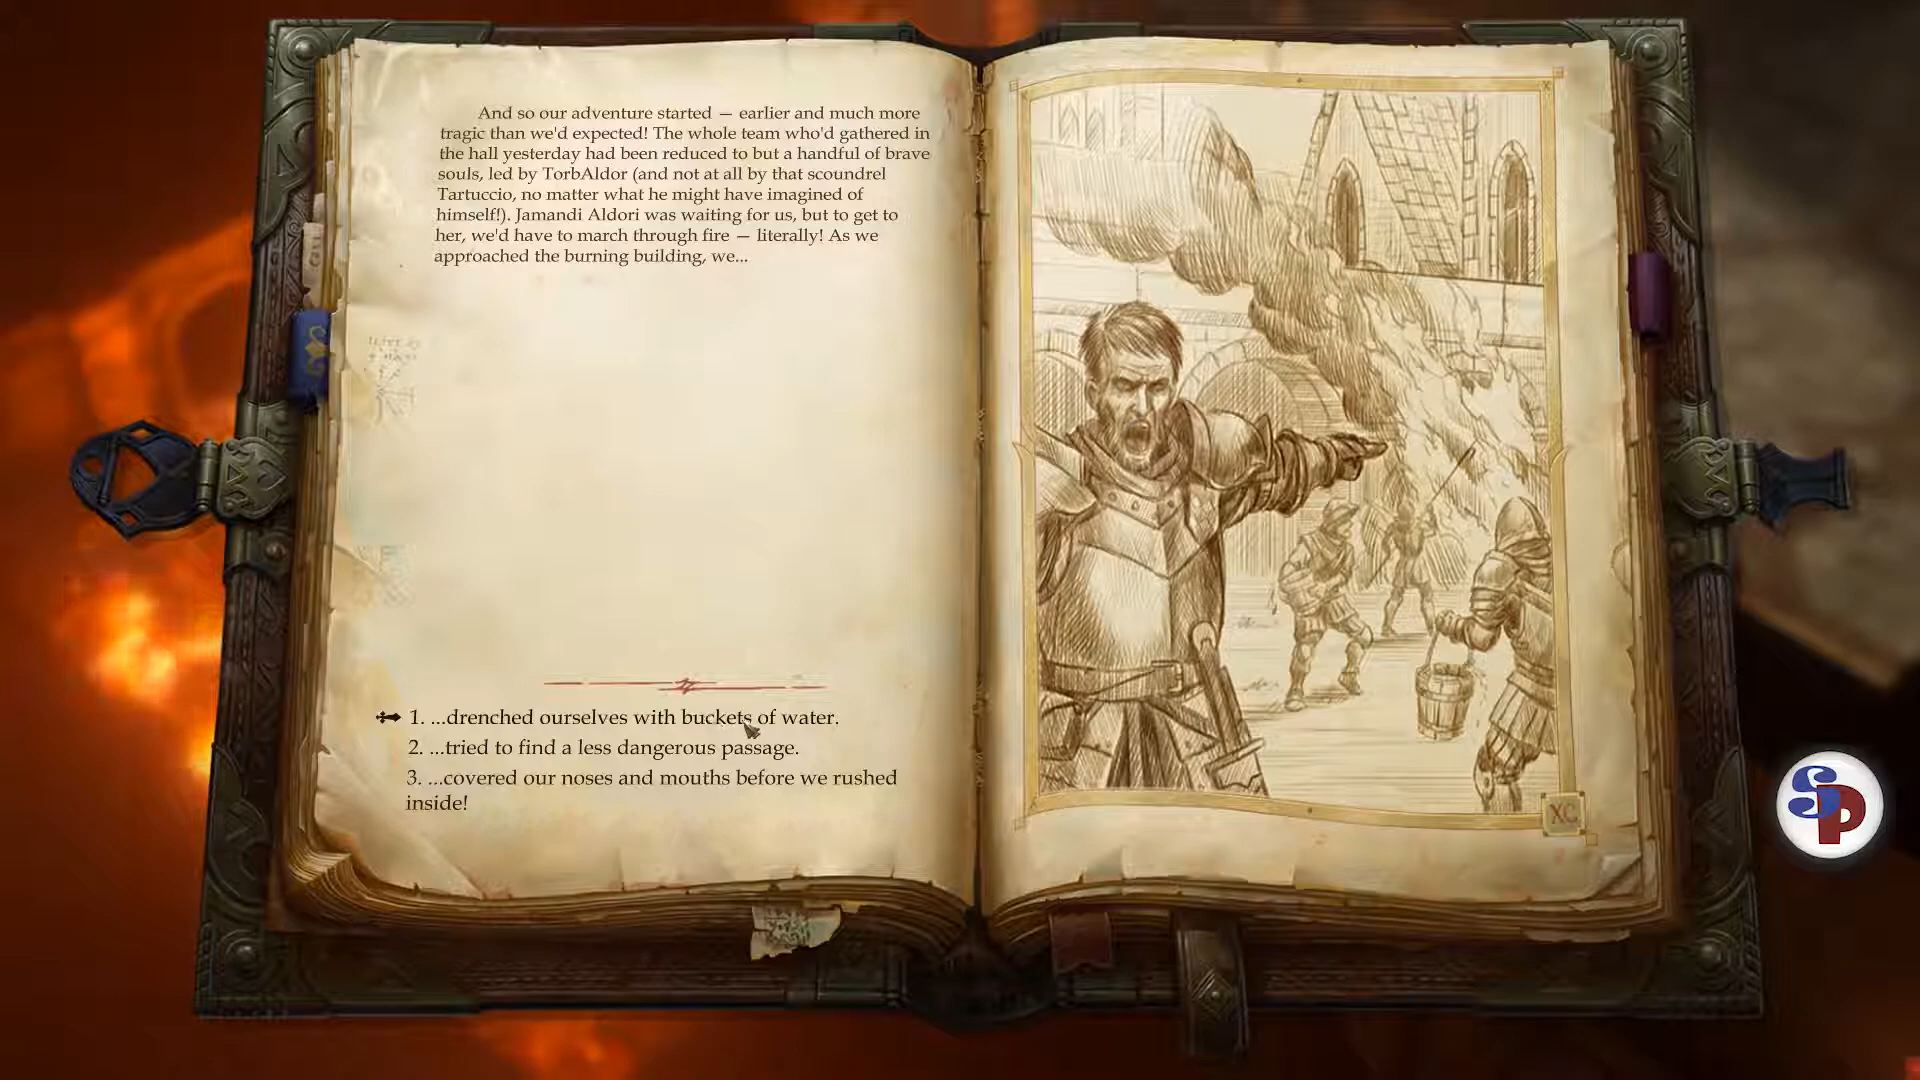 And so our adventure started — earlier and much more
tragic than we'd expected! The whole team who'd gathered in
the hall yesterday had been reduced to but a handful of brave
souls, led by TorbAldor (and not at all by that scoundrel
Tartuccio, no matter what he might have imagined of
himself!). Jamandi Aldori was waiting for us, but to get to
her, we'd have to march through fire — literally! As we
approached the burning building, we...
1. ...drenched ourselves with buckets of water.
2. ...tried to find a less dangerous passage.
3. ...covered our noses and mouths before we rushed
inside!
XC
SP